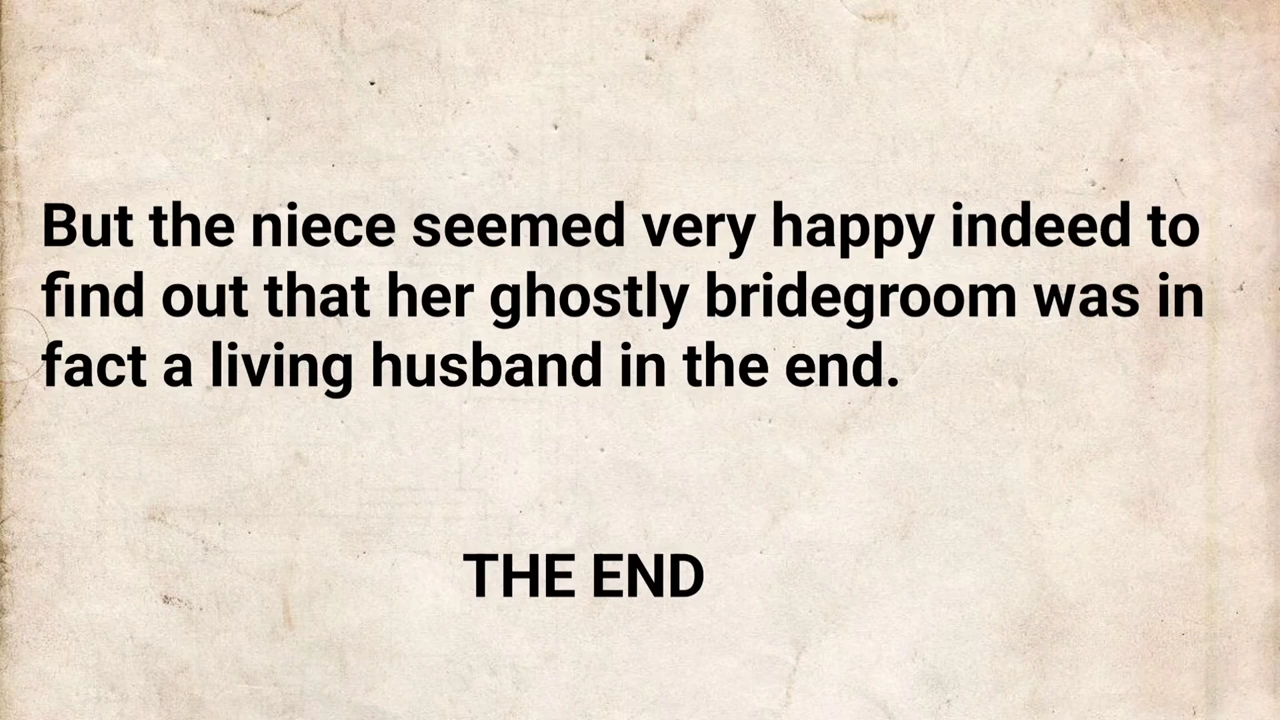 But the niece seemed very happy indeed to
find out that her ghostly bridegroom was in
fact a living husband in the end.
THE END